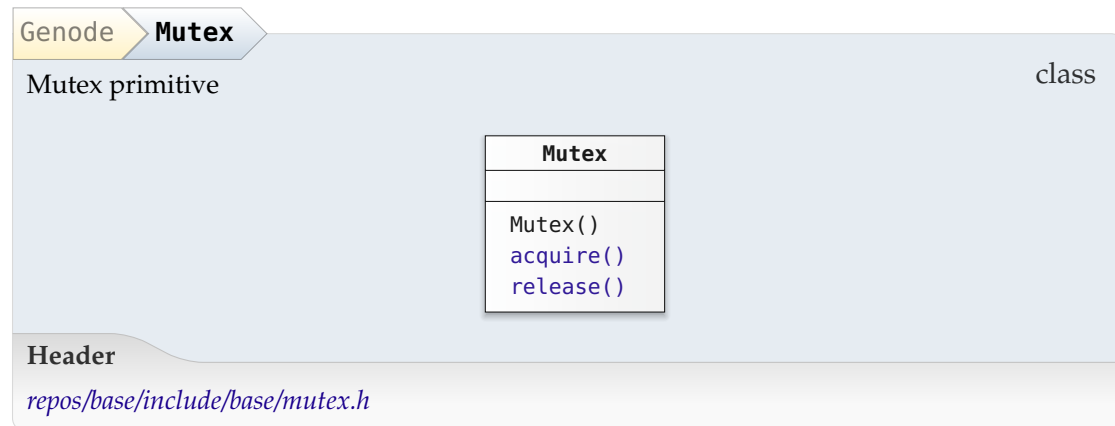 Genode Mutex
Mutex primitive
class
Mutex
Mutex()
acquire()
release()
Header
repos/base/include/base/mutex.h